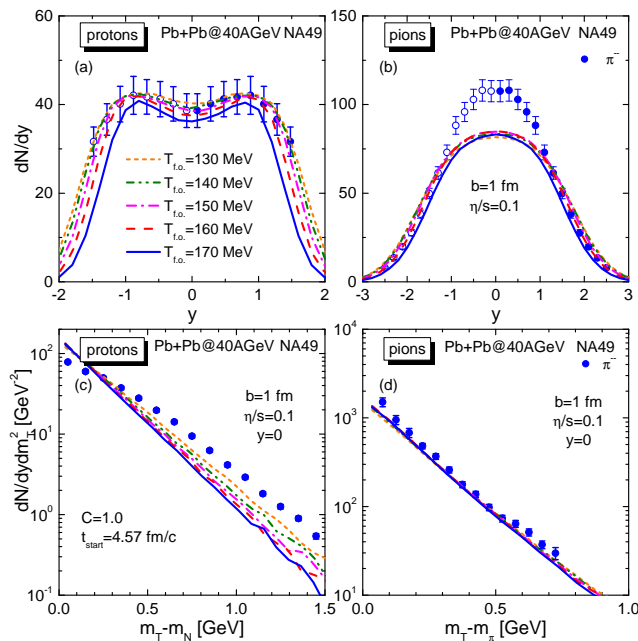 protons Pb+Pb@40AGeV NA49
pions Pb+Pb@40AGeV NA49
(a)
(b)
π⁻
60
40
20
0
dN/dy
T_f.o.=130 MeV
T_f.o.=140 MeV
T_f.o.=150 MeV
T_f.o.=160 MeV
T_f.o.=170 MeV
150
100
75
50
25
0
b=1 fm
η/s=0.1
-2 -1 0 1 2
y
-3 -2 -1 0 1 2 3
y
protons Pb+Pb@40AGeV NA49
pions Pb+Pb@40AGeV NA49
(c)
(d)
π⁻
10²
10¹
10⁰
10⁻¹
dN/dydm²_T [GeV⁻²]
b=1 fm
η/s=0.1
y=0
C=1.0
t_start=4.57 fm/c
10⁴
10³
10²
10¹
b=1 fm
η/s=0.1
y=0
0.0 0.5 1.0 1.5
m_T-m_N [GeV]
0.0 0.5 1.0
m_T-m_π [GeV]